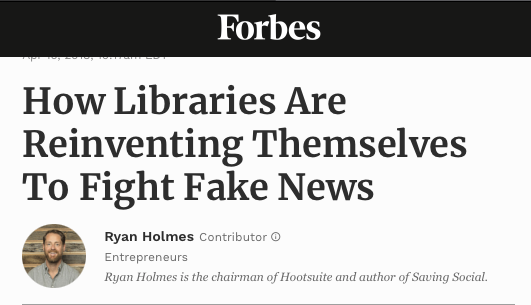 Forbes
How Libraries Are
Reinventing Themselves
To Fight Fake News
Ryan Holmes Contributor
Entrepreneurs
Ryan Holmes is the chairman of Hootsuite and author of Saving Social.